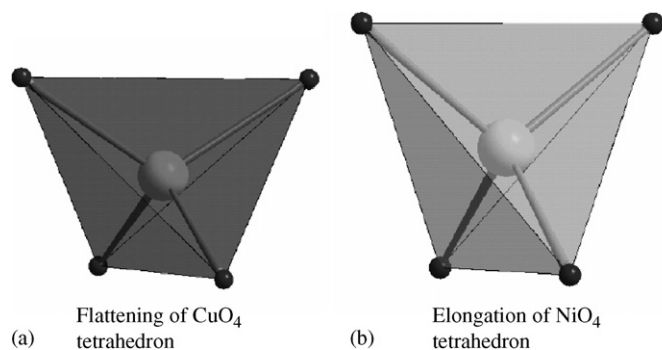 (a) Flattening of CuO4
tetrahedron
(b) Elongation of NiO4
tetrahedron